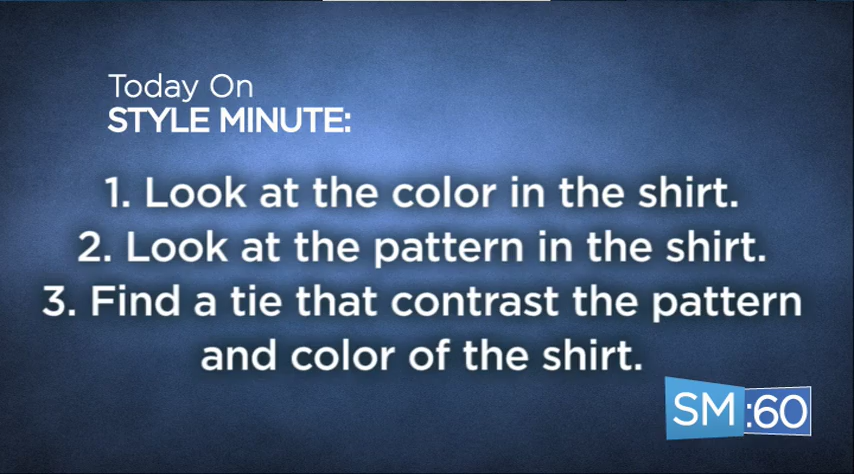 Today On
STYLE MINUTE:
1. Look at the color in the shirt.
2. Look at the pattern in the shirt.
3. Find a tie that contrast the pattern
and color of the shirt.
SM:60